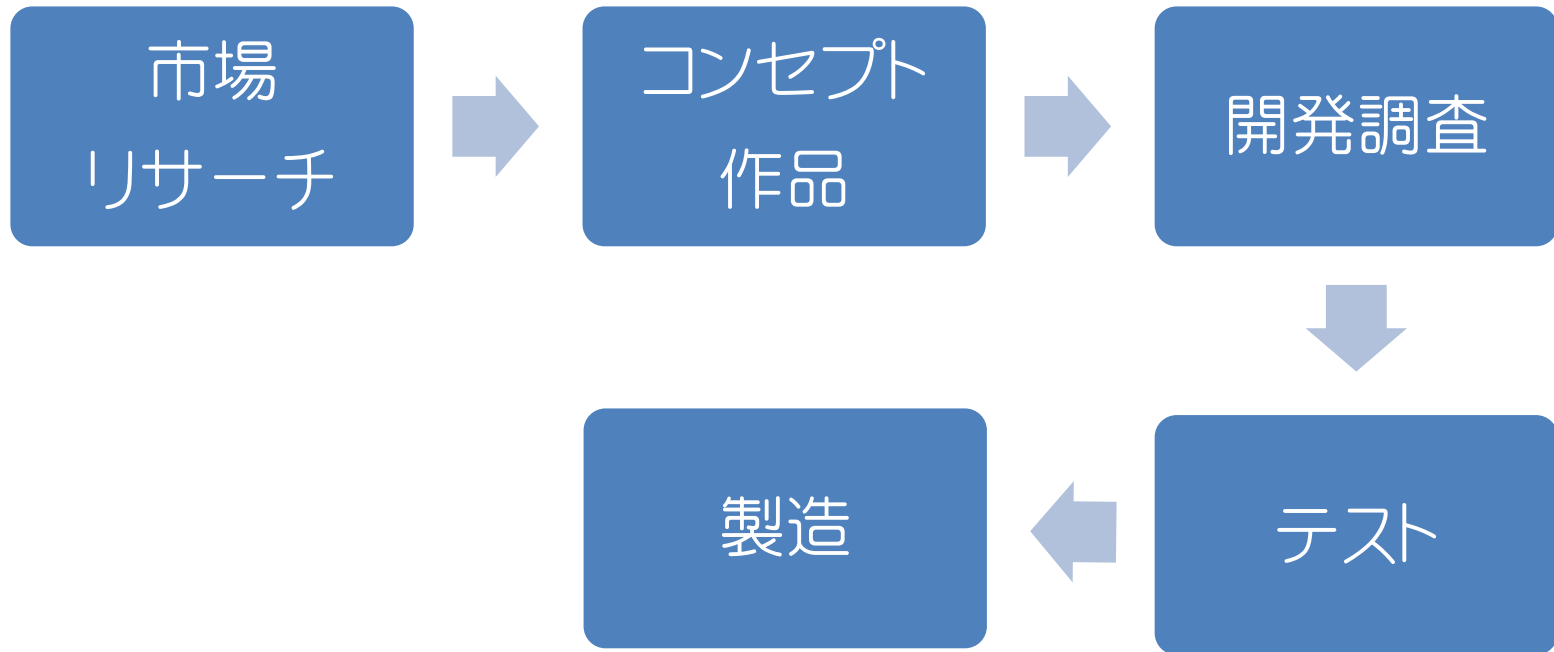 市場
リサーチ
コンセプト
作品
開発調査
テスト
製造